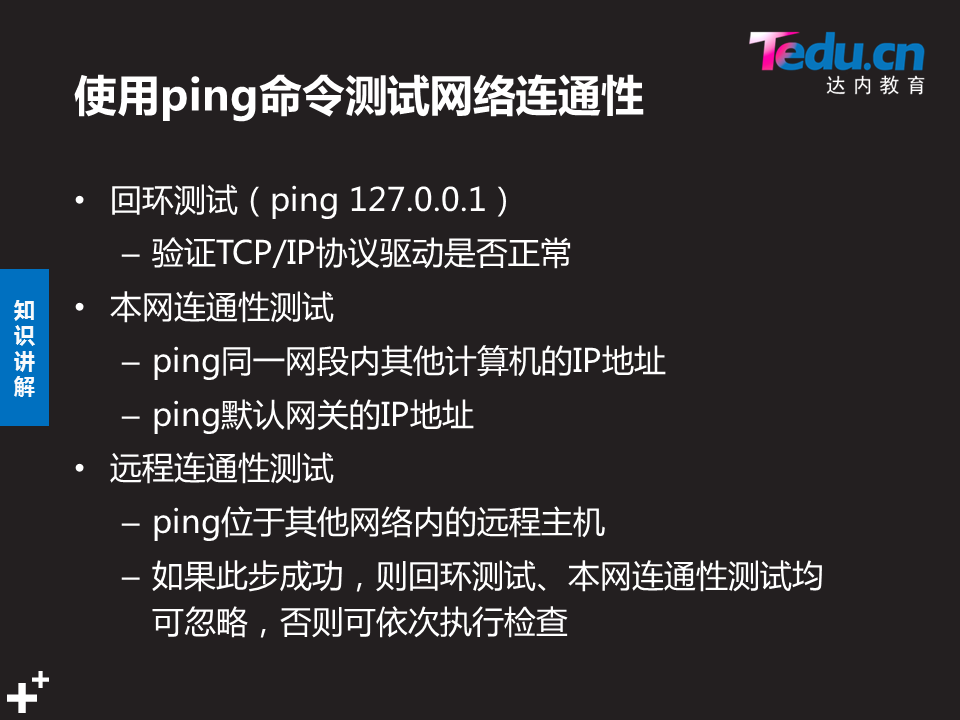 Tedu.cn
达内教育
使用ping命令测试网络连通性
• 回环测试（ping 127.0.0.1）
– 验证TCP/IP协议驱动是否正常
• 本网连通性测试
– ping同一网段内其他计算机的IP地址
– ping默认网关的IP地址
• 远程连通性测试
– ping位于其他网络内的远程主机
– 如果此步成功，则回环测试、本网连通性测试均
可忽略，否则可依次执行检查
知
识
讲
解